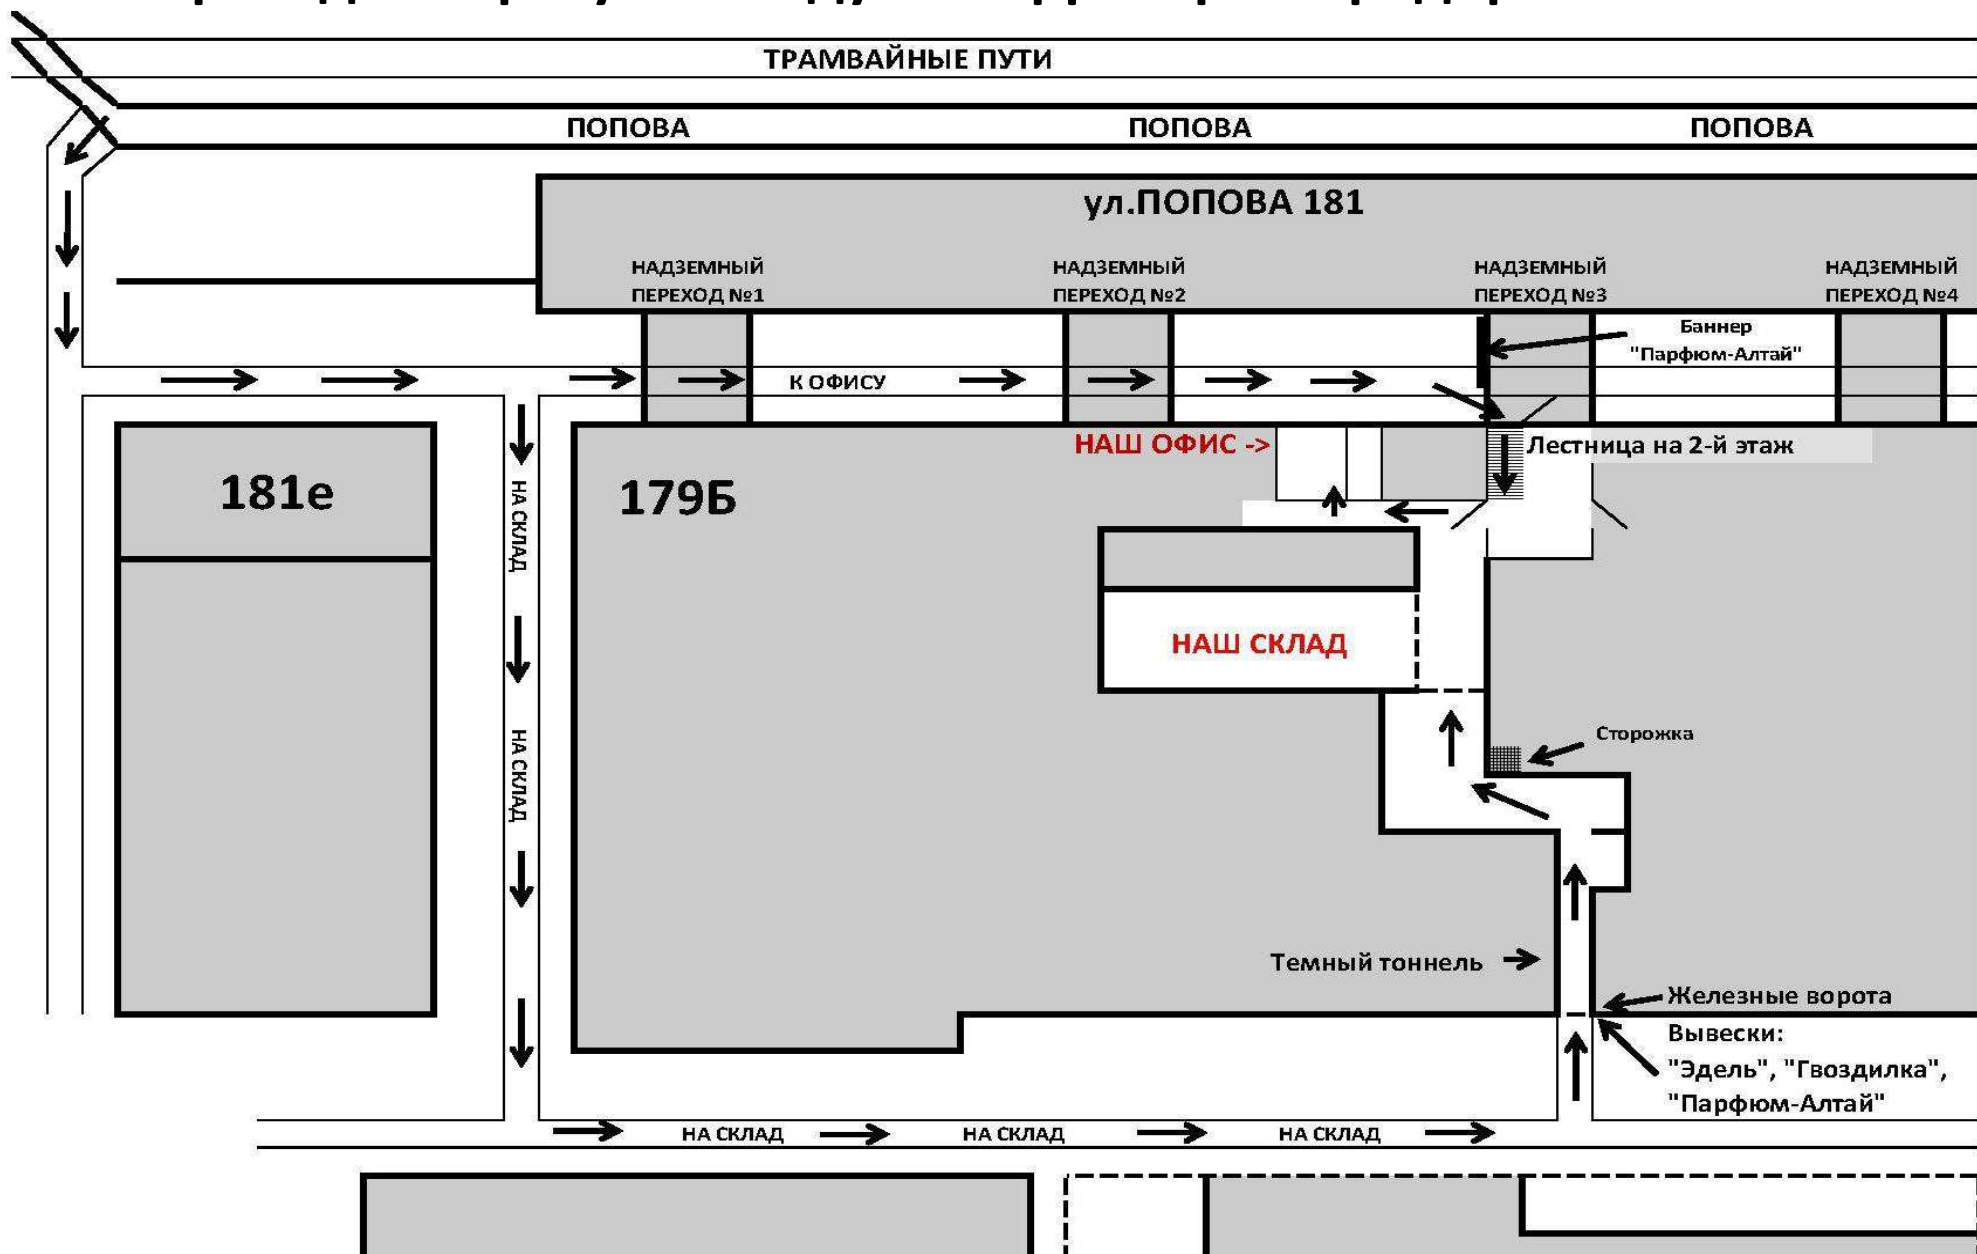 ТРАМВАЙНЫЕ ПУТИ
ПОПОВА
ПОПОВА
ПОПОВА
ул.ПОПОВА 181
НАДЗЕМНЫЙ
ПЕРЕХОД №1
НАДЗЕМНЫЙ
ПЕРЕХОД №2
НАДЗЕМНЫЙ
ПЕРЕХОД №3
НАДЗЕМНЫЙ
ПЕРЕХОД №4
Баннер
"Парфюм-Алтай"
К ОФИСУ
НАШ ОФИС ->
Лестница на 2-й этаж
181е
НА СКЛАД
179Б
НАШ СКЛАД
НА СКЛАД
Сторожка
Темный тоннель
Железные ворота
Вывески:
"Эдель", "Гвоздилка",
"Парфюм-Алтай"
НА СКЛАД
НА СКЛАД
НА СКЛАД